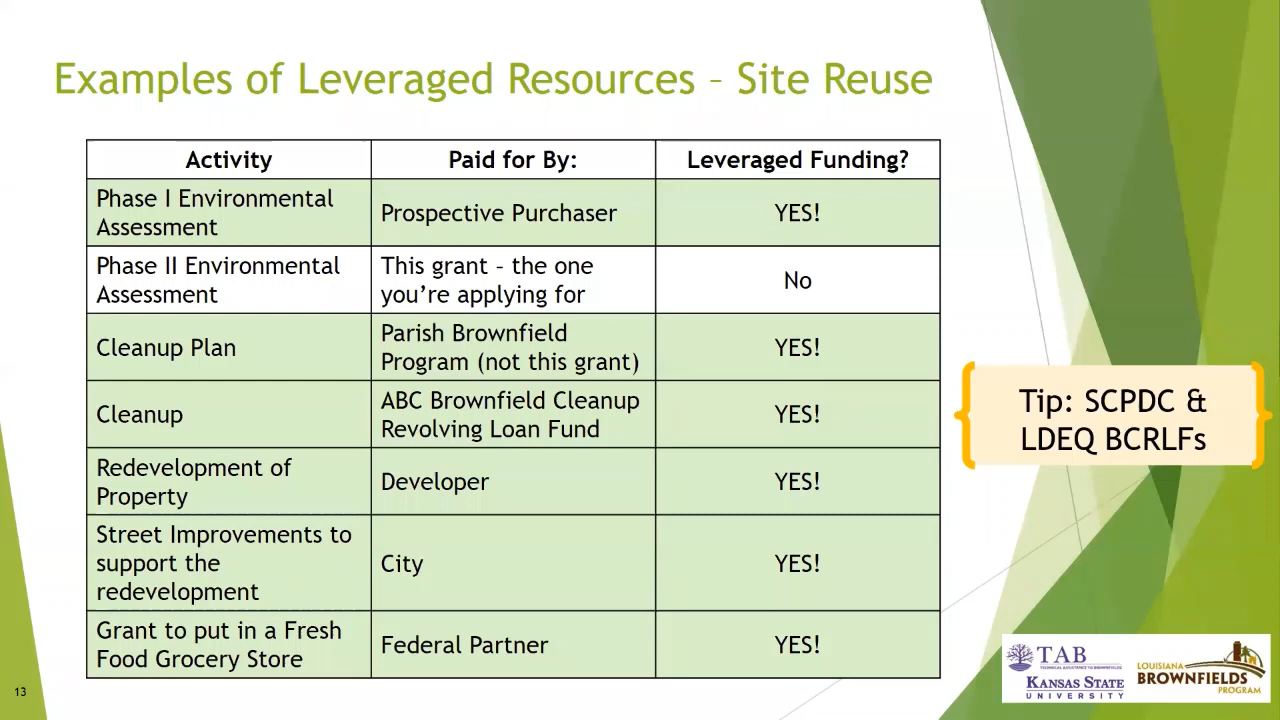 Examples of Leveraged Resources – Site Reuse
Activity
Paid for By:
Leveraged Funding?
Phase I Environmental
Assessment
Prospective Purchaser
YES!
Phase II Environmental
Assessment
This grant – the one
you’re applying for
No
Cleanup Plan
Parish Brownfield
Program (not this grant)
YES!
Cleanup
ABC Brownfield Cleanup
Revolving Loan Fund
YES!
Redevelopment of
Property
Developer
YES!
Street Improvements to
support the
redevelopment
City
YES!
Grant to put in a Fresh
Food Grocery Store
Federal Partner
YES!
Tip: SCPDC &
LDEQ BCRLFs
TAB
TECHNICAL ASSISTANCE TO BROWNFIELDS
KANSAS STATE
UNIVERSITY
LOUISIANA
BROWNFIELDS
PROGRAM
13